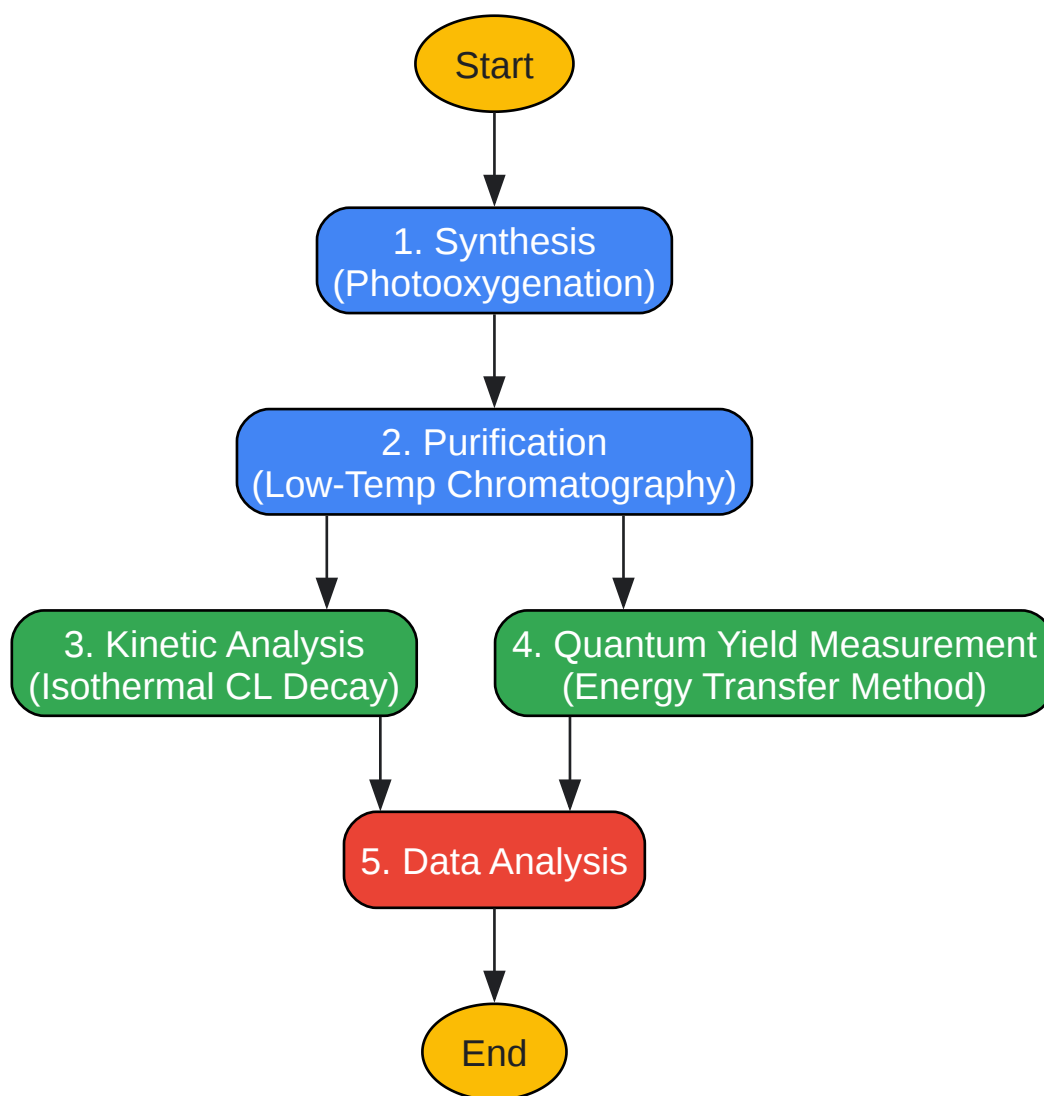 Start
1. Synthesis
(Photooxygenation)
2. Purification
(Low-Temp Chromatography)
3. Kinetic Analysis
(Isothermal CL Decay)
4. Quantum Yield Measurement
(Energy Transfer Method)
5. Data Analysis
End